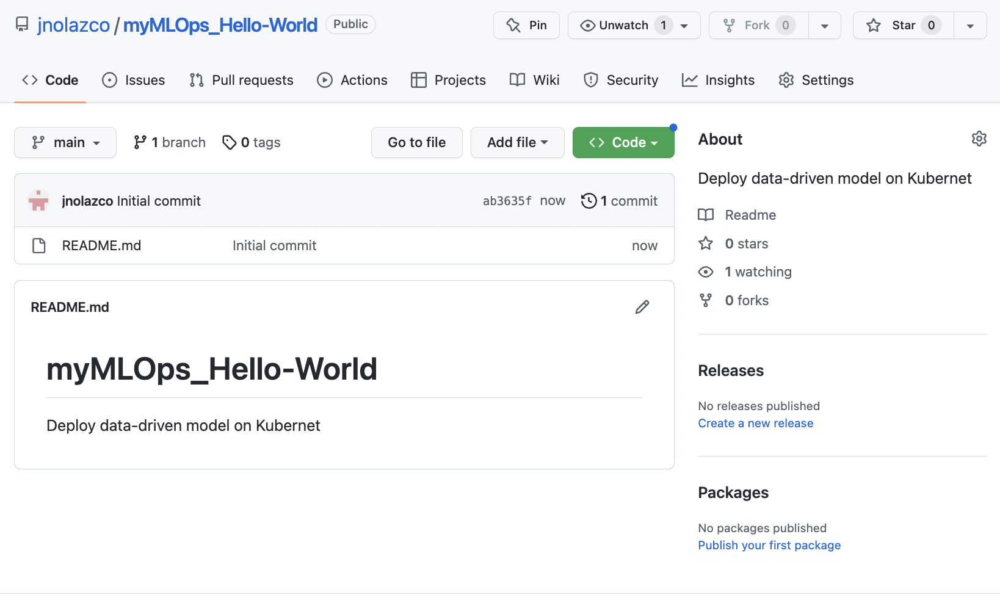 jnolazco / myMLOps_Hello-World Public Pin Unwatch 1 Fork 0 Star 0
Code Issues Pull requests Actions Projects Wiki Security Insights Settings
main 1 branch 0 tags Go to file Add file Code
jnolazco Initial commit ab3635f now 1 commit
README.md Initial commit now
README.md
myMLOps_Hello-World
Deploy data-driven model on Kubernet
About
Deploy data-driven model on Kubernet
Readme
0 stars
1 watching
0 forks
Releases
No releases published
Create a new release
Packages
No packages published
Publish your first package